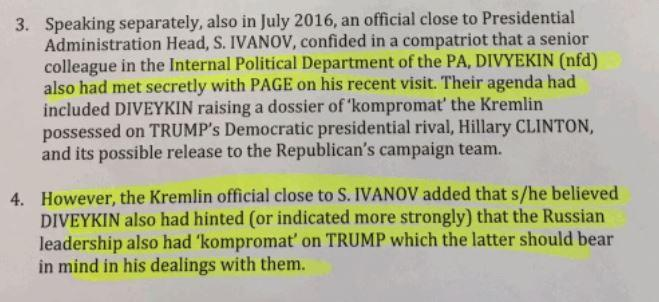 3. Speaking separately, also in July 2016, an official close to Presidential
Administration Head, S. IVANOV, confided in a compatriot that a senior
colleague in the Internal Political Department of the PA, DIVYEKIN (nfd)
also had met secretly with PAGE on his recent visit. Their agenda had
included DIVEYKIN raising a dossier of 'kompromat' the Kremlin
possessed on TRUMP's Democratic presidential rival, Hillary CLINTON,
and its possible release to the Republican's campaign team.
4. However, the Kremlin official close to S. IVANOV added that s/he believed
DIVEYKIN also had hinted (or indicated more strongly) that the Russian
leadership also had 'kompromat' on TRUMP which the latter should bear
in mind in his dealings with them.